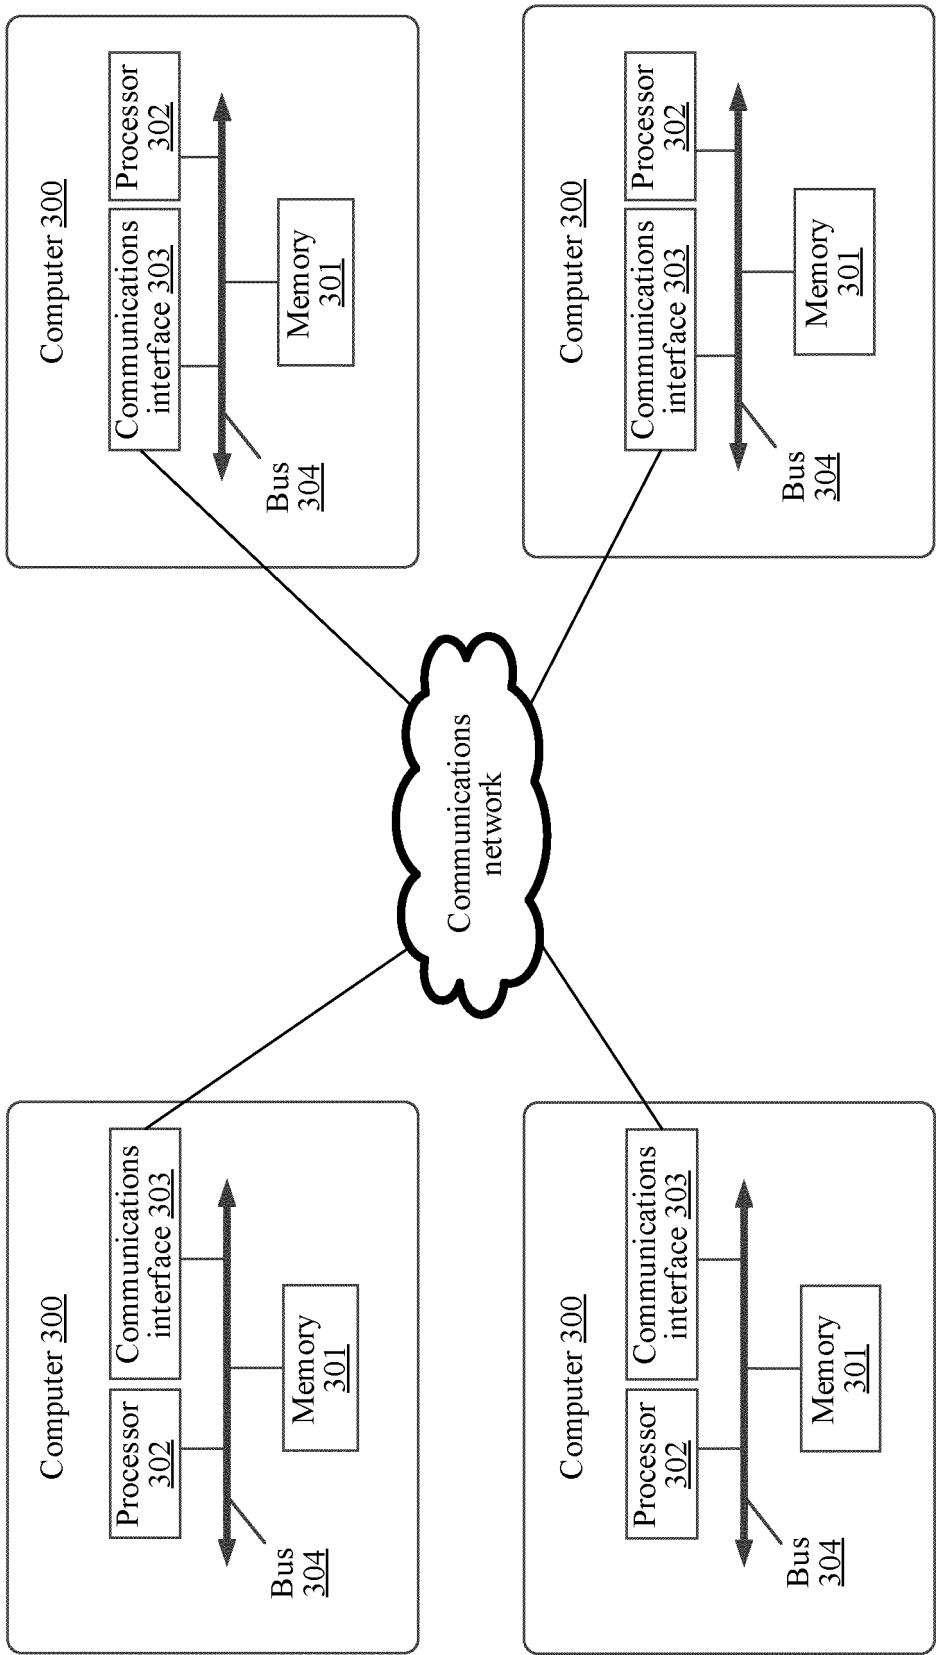 Computer 300
Processor
302
Communications
interface 303
Bus
304
Memory
301
Computer 300
Communications
interface 303
Processor
302
Bus
304
Memory
301
Communications
network
Computer 300
Processor
302
Communications
interface 303
Bus
304
Memory
301
Computer 300
Communications
interface 303
Processor
302
Bus
304
Memory
301